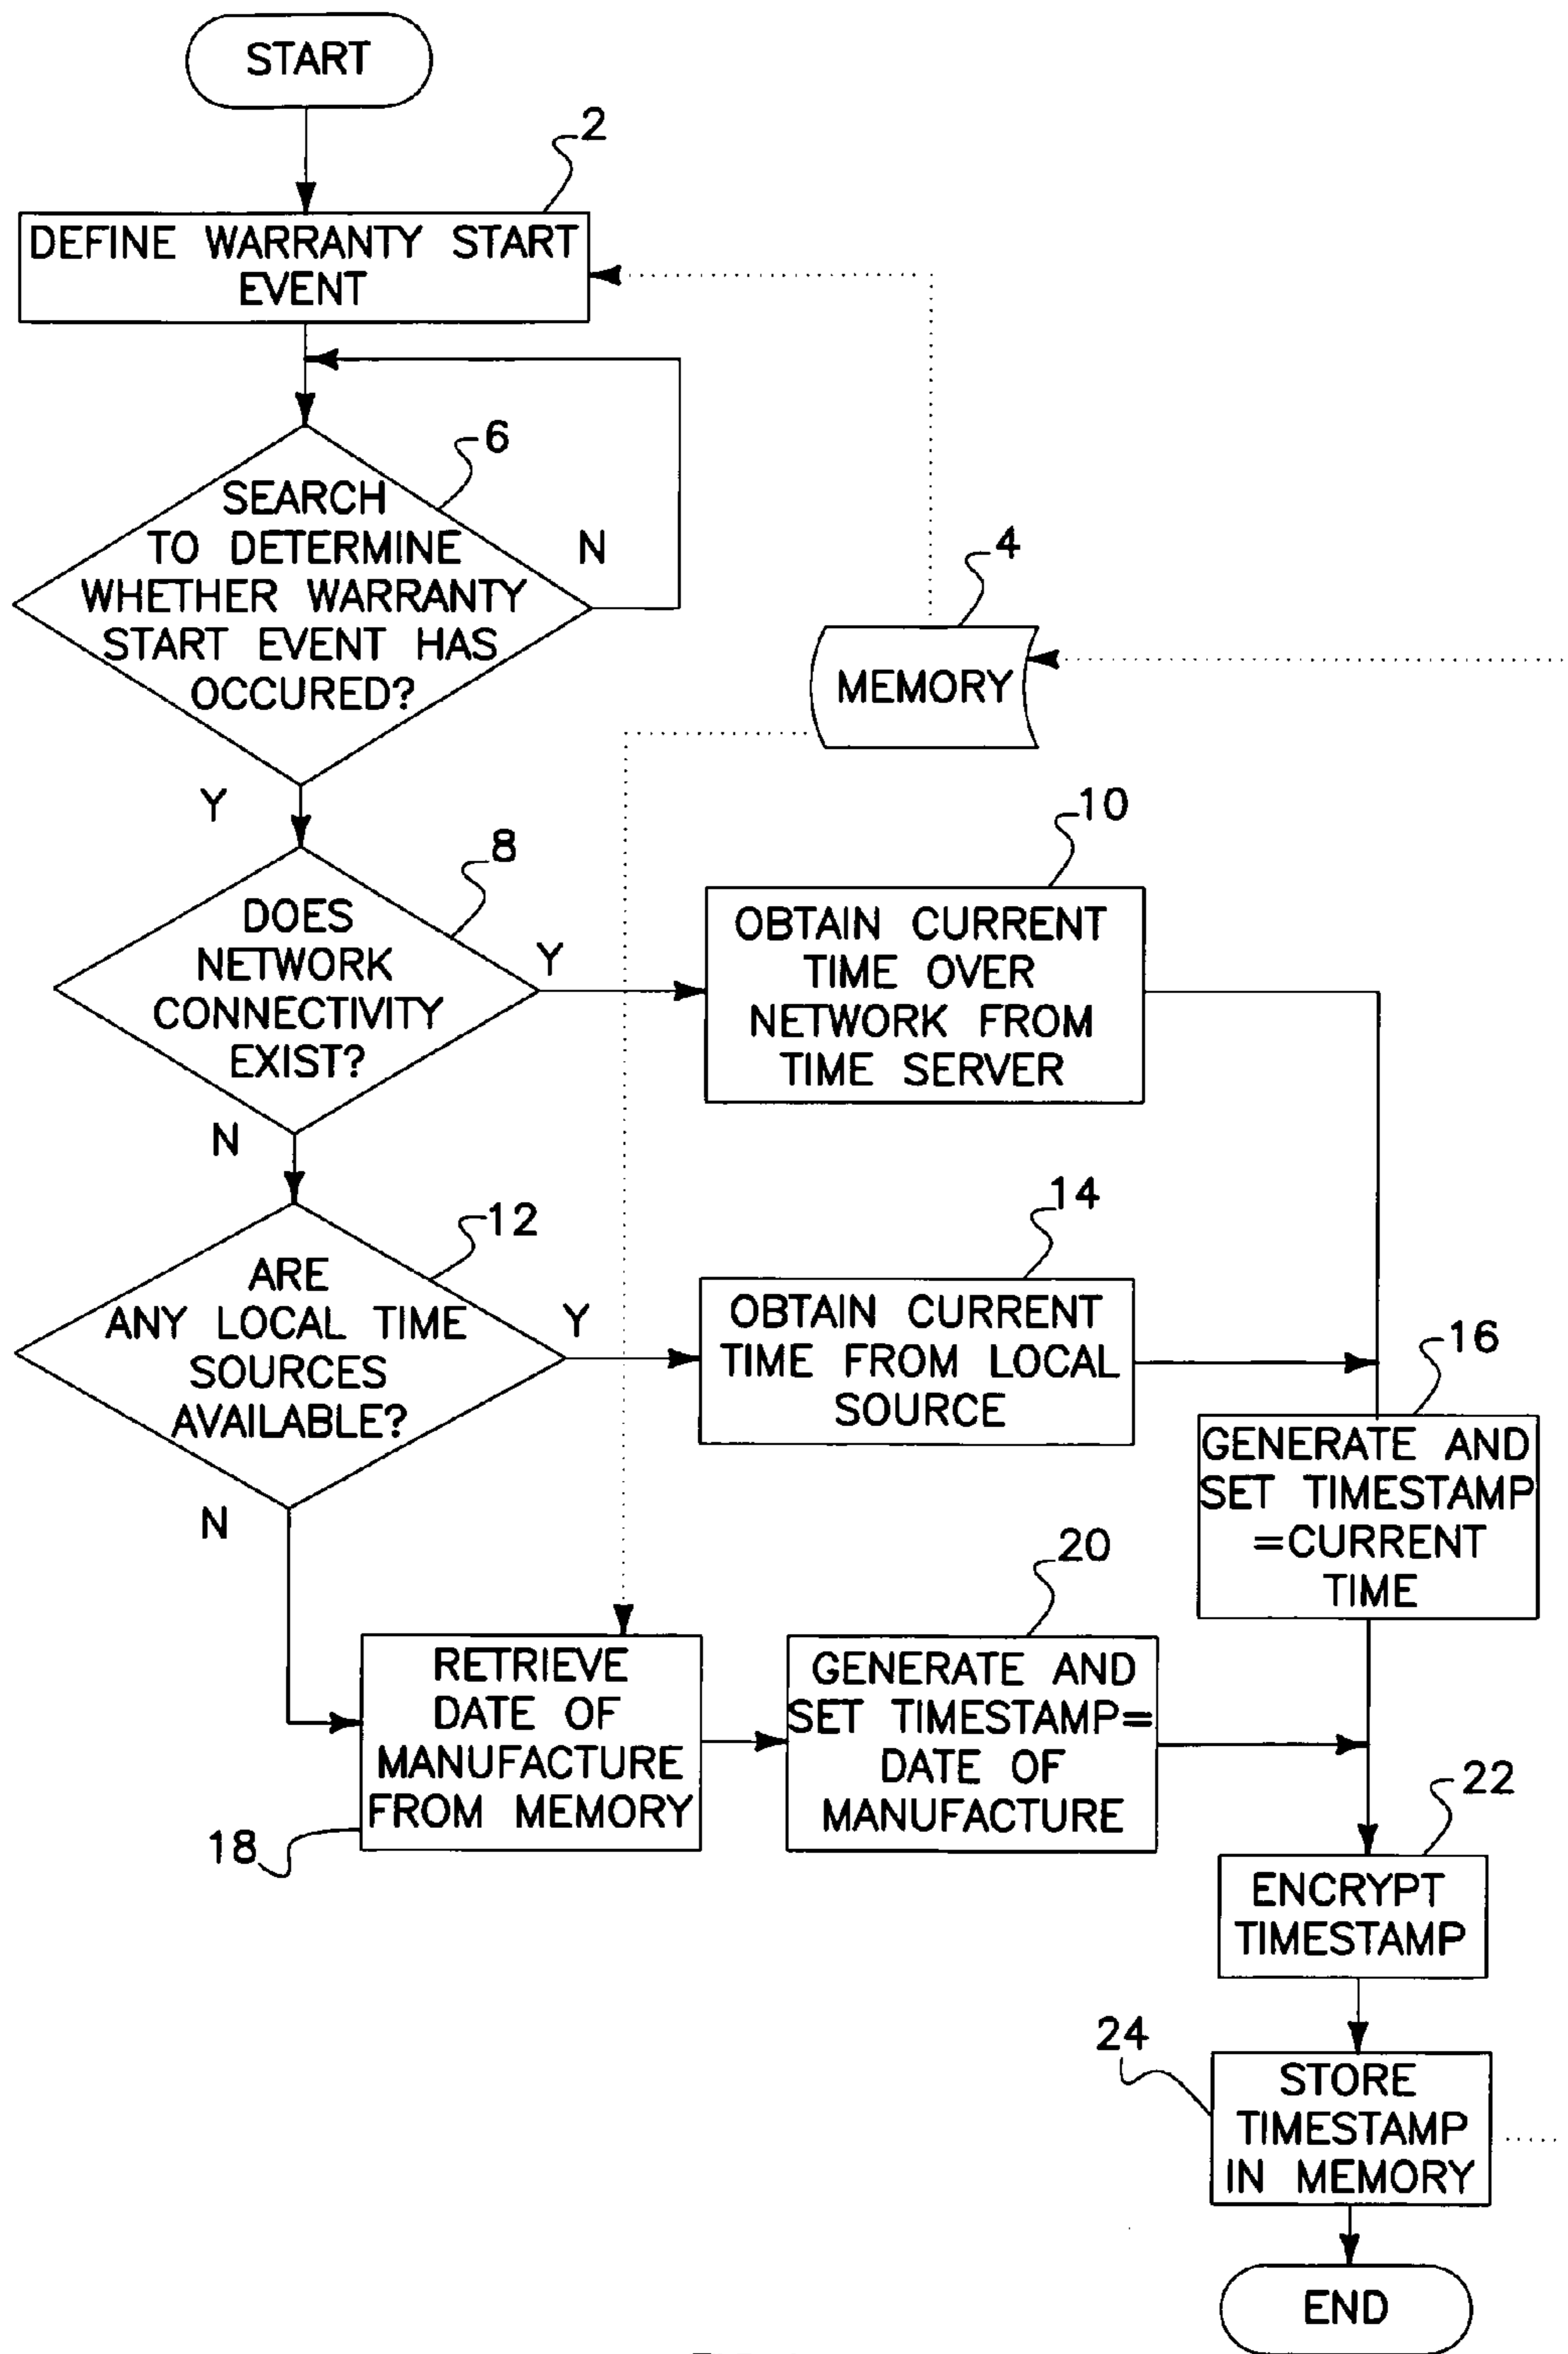 START
2
DEFINE WARRANTY START
EVENT
6
SEARCH
TO DETERMINE
WHETHER WARRANTY
START EVENT HAS
OCCURED?
N
4
MEMORY
Y
8
DOES
NETWORK
CONNECTIVITY
EXIST?
Y
10
OBTAIN CURRENT
TIME OVER
NETWORK FROM
TIME SERVER
N
12
ARE
ANY LOCAL TIME
SOURCES
AVAILABLE?
Y
14
OBTAIN CURRENT
TIME FROM LOCAL
SOURCE
16
GENERATE AND
SET TIMESTAMP
=CURRENT
TIME
N
18
RETRIEVE
DATE OF
MANUFACTURE
FROM MEMORY
20
GENERATE AND
SET TIMESTAMP=
DATE OF
MANUFACTURE
22
ENCRYPT
TIMESTAMP
24
STORE
TIMESTAMP
IN MEMORY
END